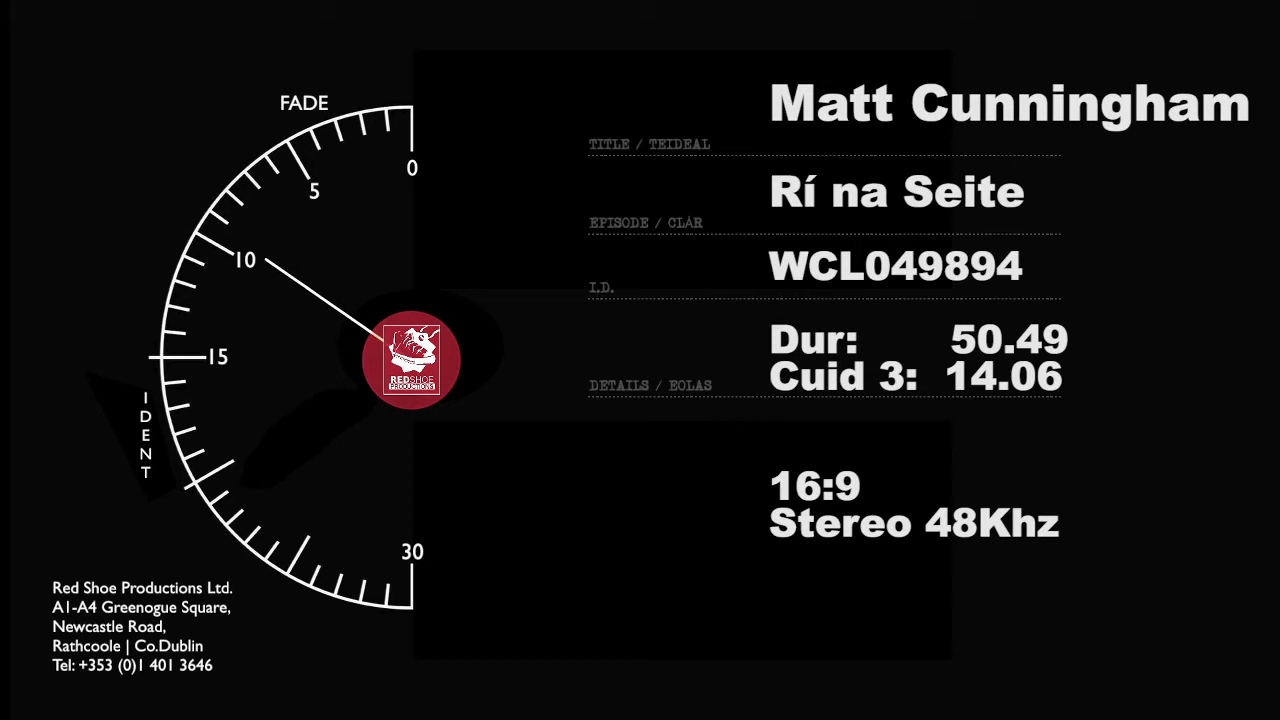 FADE
0
5
10
15
30
IDENT
REDSHOE
PRODUCTIONS
Matt Cunningham
TITLE / TEIDEAL
Rí na Seite
EPISODE / CLÁR
WCL049894
I.D.
Dur: 50.49
Cuid 3: 14.06
DETAILS / EOLAS
16:9
Stereo 48Khz
Red Shoe Productions Ltd.
A1-A4 Greenogue Square,
Newcastle Road,
Rathcoole | Co.Dublin
Tel: +353 (0)1 401 3646